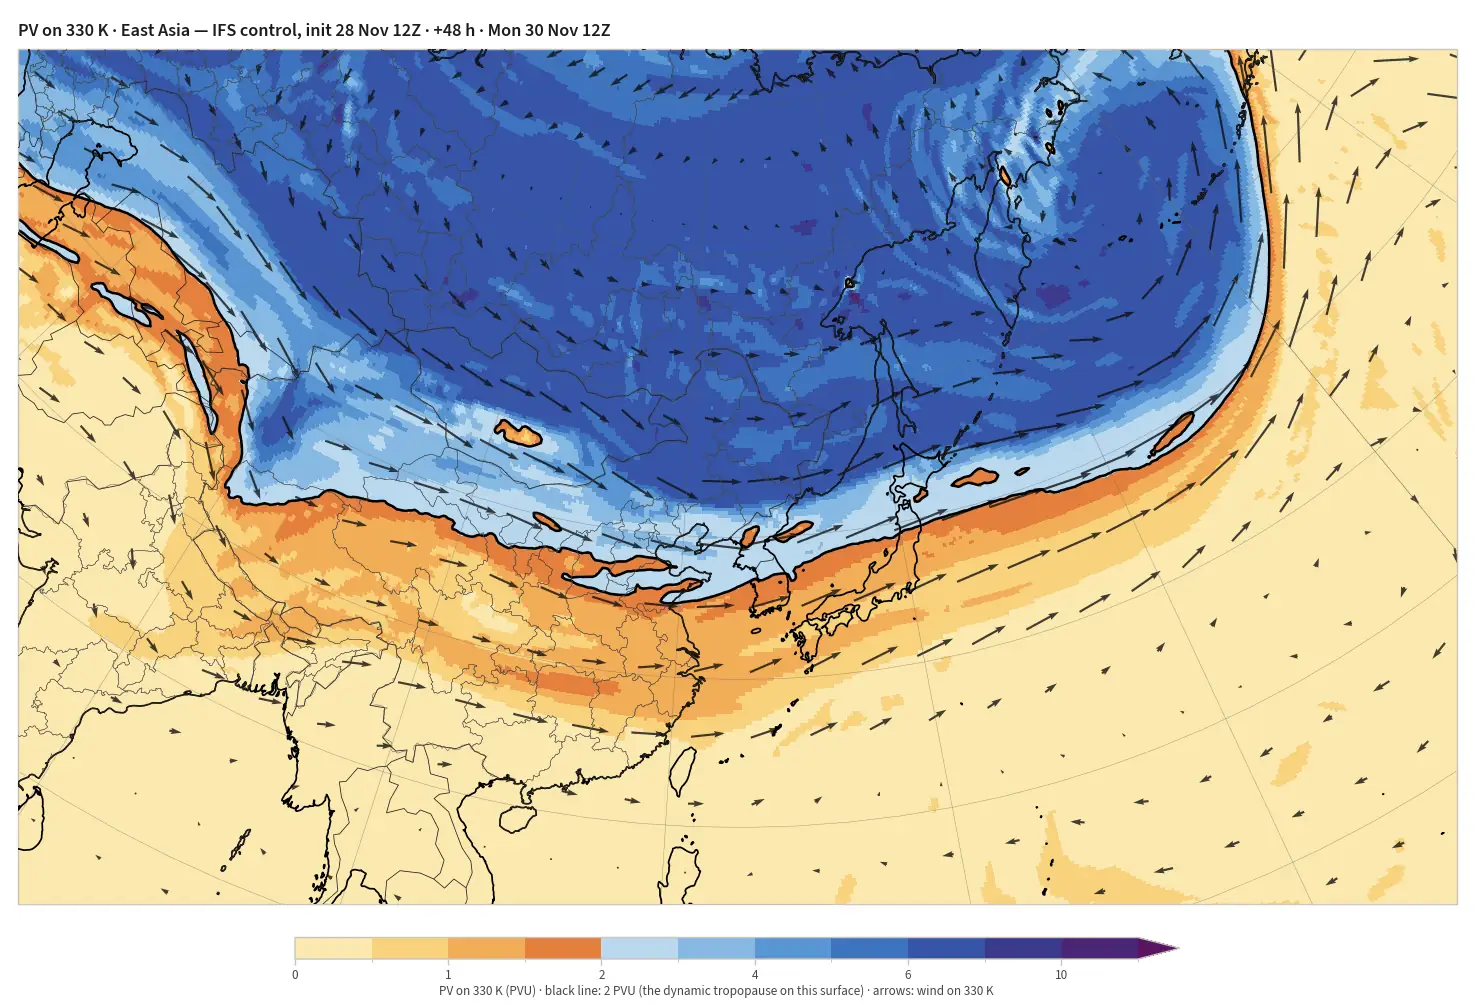 PV on 330 K · East Asia — IFS control, init 28 Nov 12Z · +48 h · Mon 30 Nov 12Z
0 1 2 4 6 10
PV on 330 K (PVU) · black line: 2 PVU (the dynamic tropopause on this surface) · arrows: wind on 330 K